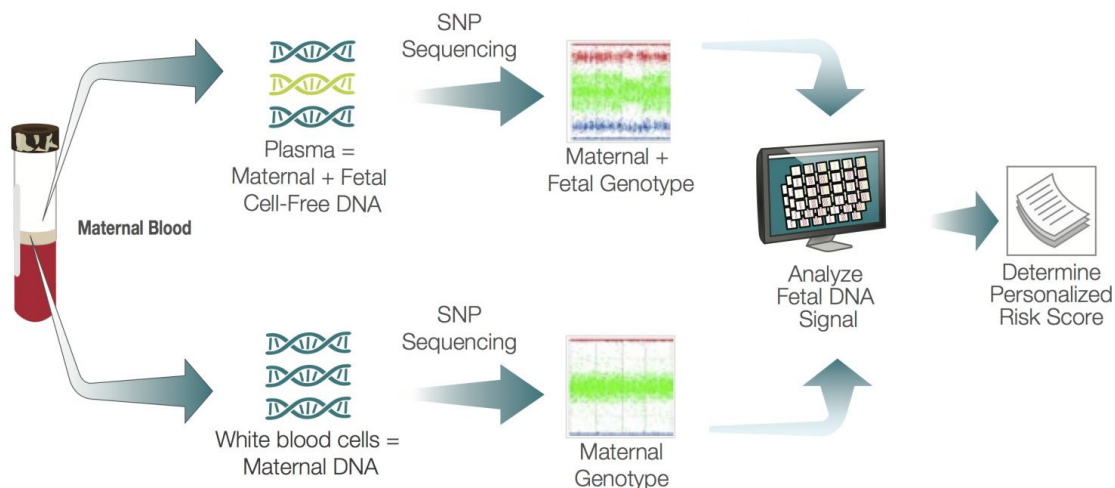 SNP
Sequencing
Plasma =
Maternal + Fetal
Cell-Free DNA
Maternal +
Fetal Genotype
Maternal Blood
Analyze
Fetal DNA
Signal
Determine
Personalized
Risk Score
SNP
Sequencing
White blood cells =
Maternal DNA
Maternal
Genotype